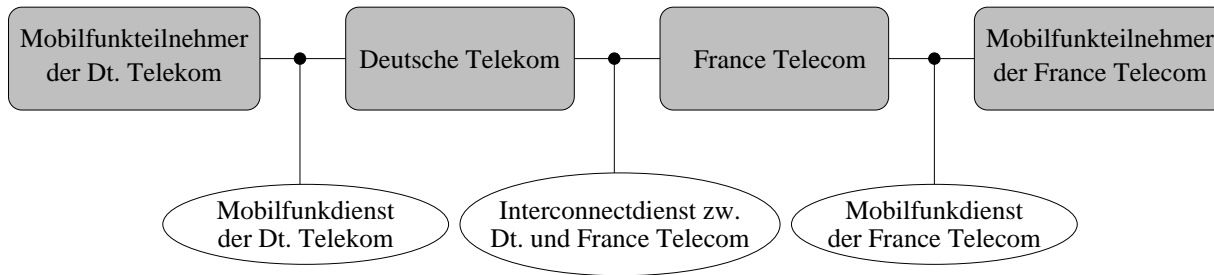 Mobilfunkteilnehmer
der Dt. Telekom
Deutsche Telekom
France Telecom
Mobilfunkteilnehmer
der France Telecom
Mobilfunkdienst
der Dt. Telekom
Interconnectdienst zw.
Dt. und France Telecom
Mobilfunkdienst
der France Telecom